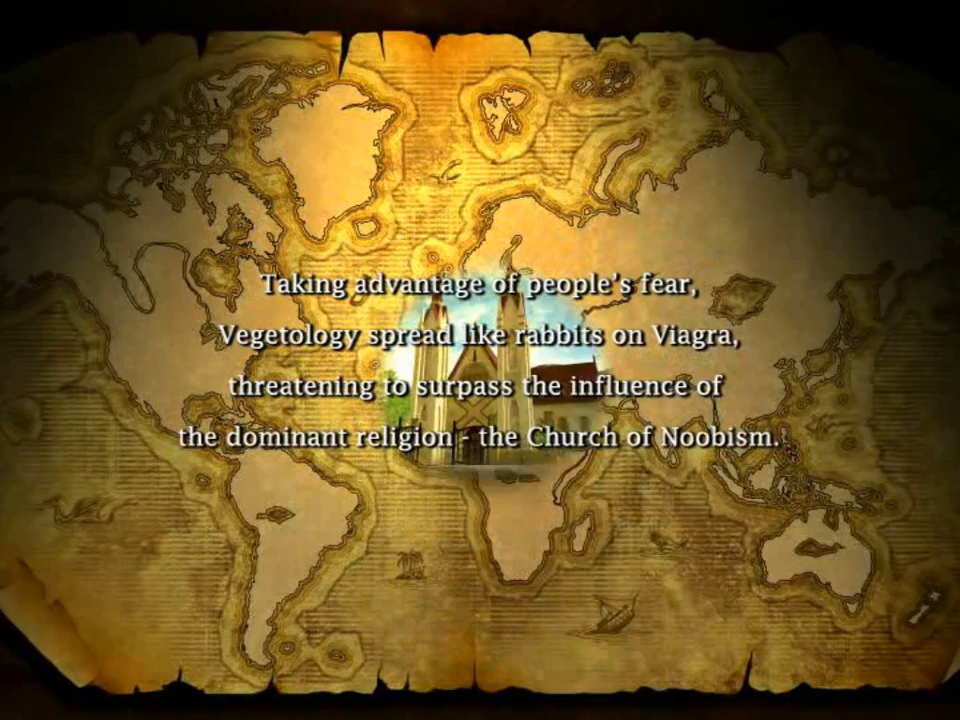 Taking advantage of people's fear,
Vegetology spread like rabbits on Viagra,
threatening to surpass the influence of
the dominant religion - the Church of Noobism.